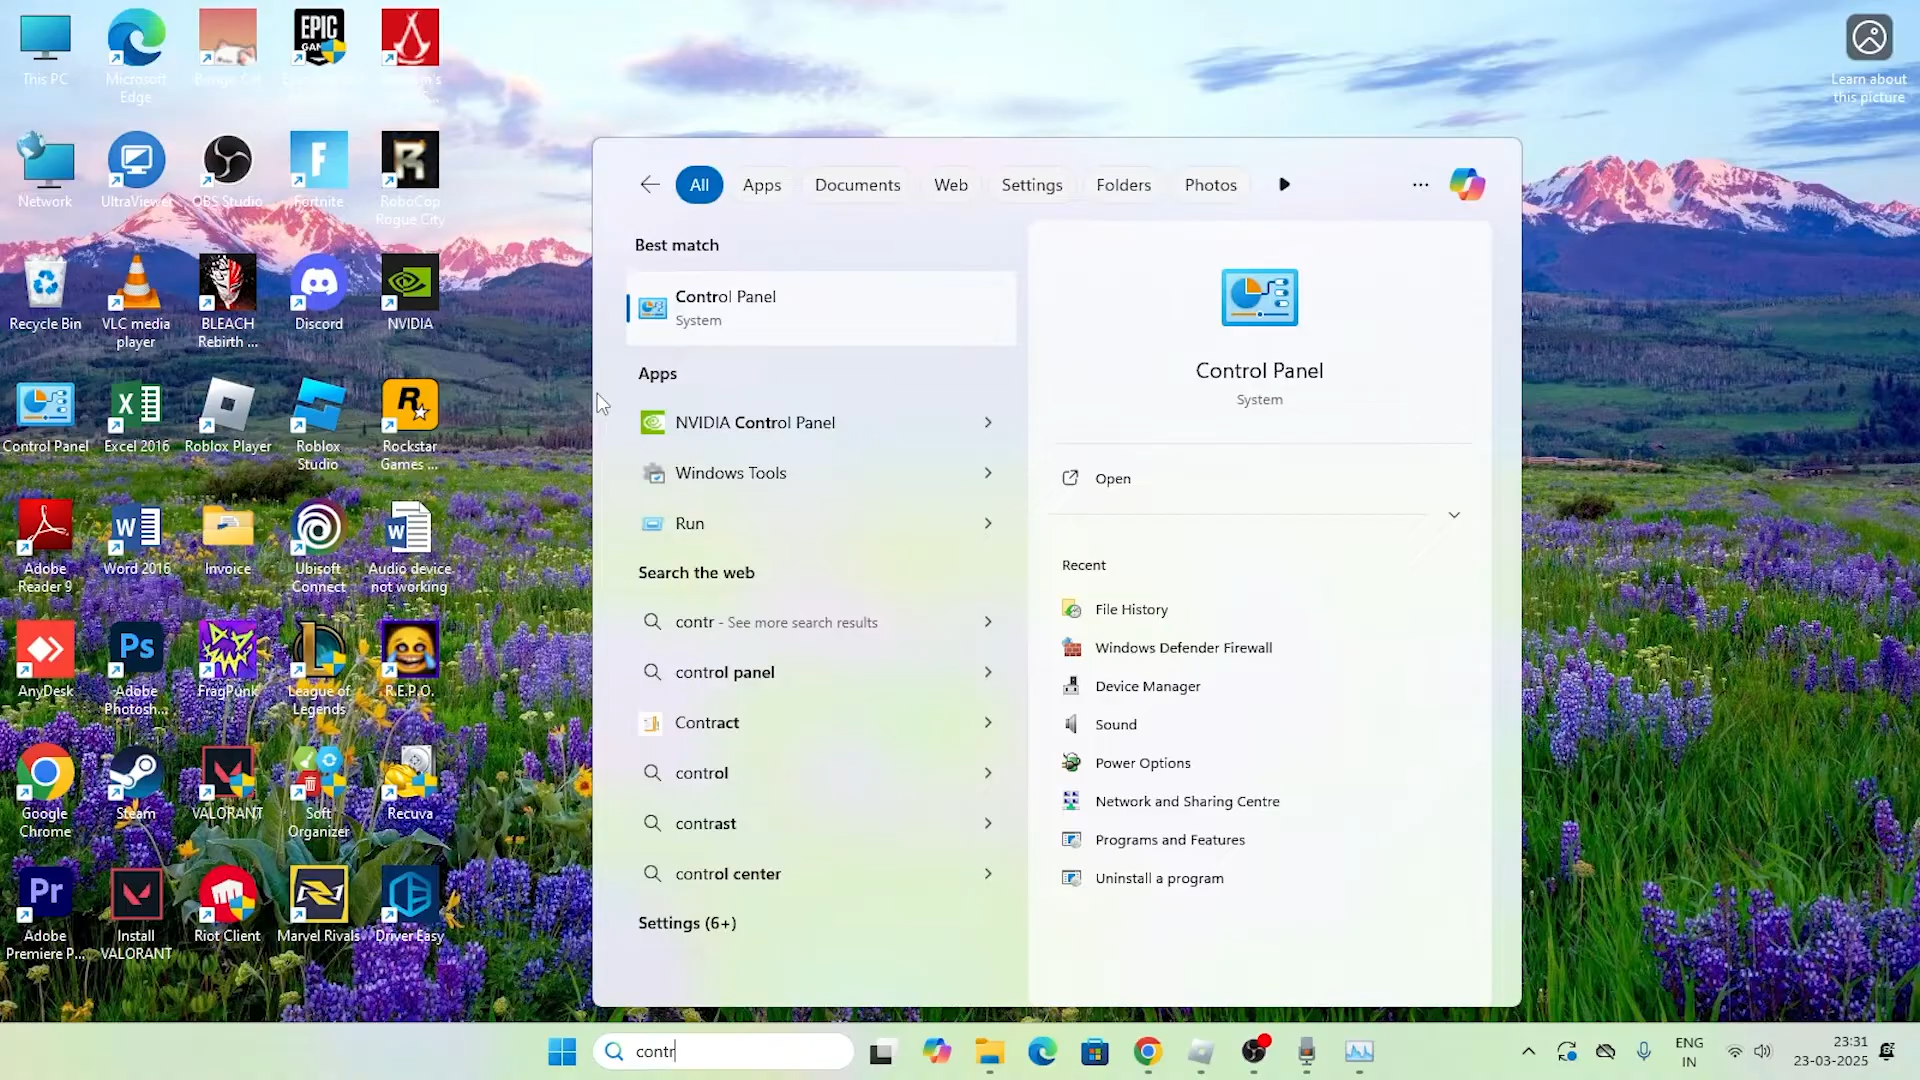 This PC
Microsoft
Edge
EPIC
GAMES
Learn about
this picture
Network
UltraViewer
OBS Studio
Fortnite
RoboCop
Rogue City
Recycle Bin
VLC media
player
BLEACH
Rebirth ...
Discord
NVIDIA
Control Panel
Excel 2016
Roblox Player
Roblox
Studio
Rockstar
Games ...
Adobe
Reader 9
Word 2016
Invoice
Ubisoft
Connect
Audio device
not working
AnyDesk
Adobe
Photosh...
FragPunk
League of
Legends
R.E.P.O.
Google
Chrome
Steam
VALORANT
Soft
Organizer
Recuva
Adobe
Premiere P...
Install
VALORANT
Riot Client
Marvel Rivals
Driver Easy
All
Apps
Documents
Web
Settings
Folders
Photos
Best match
Control Panel
System
Apps
NVIDIA Control Panel
Windows Tools
Run
Search the web
contr - See more search results
control panel
Contract
control
contrast
control center
Settings (6+)
Control Panel
System
Open
Recent
File History
Windows Defender Firewall
Device Manager
Sound
Power Options
Network and Sharing Centre
Programs and Features
Uninstall a program
contr
ENG
IN
23:31
23-03-2025